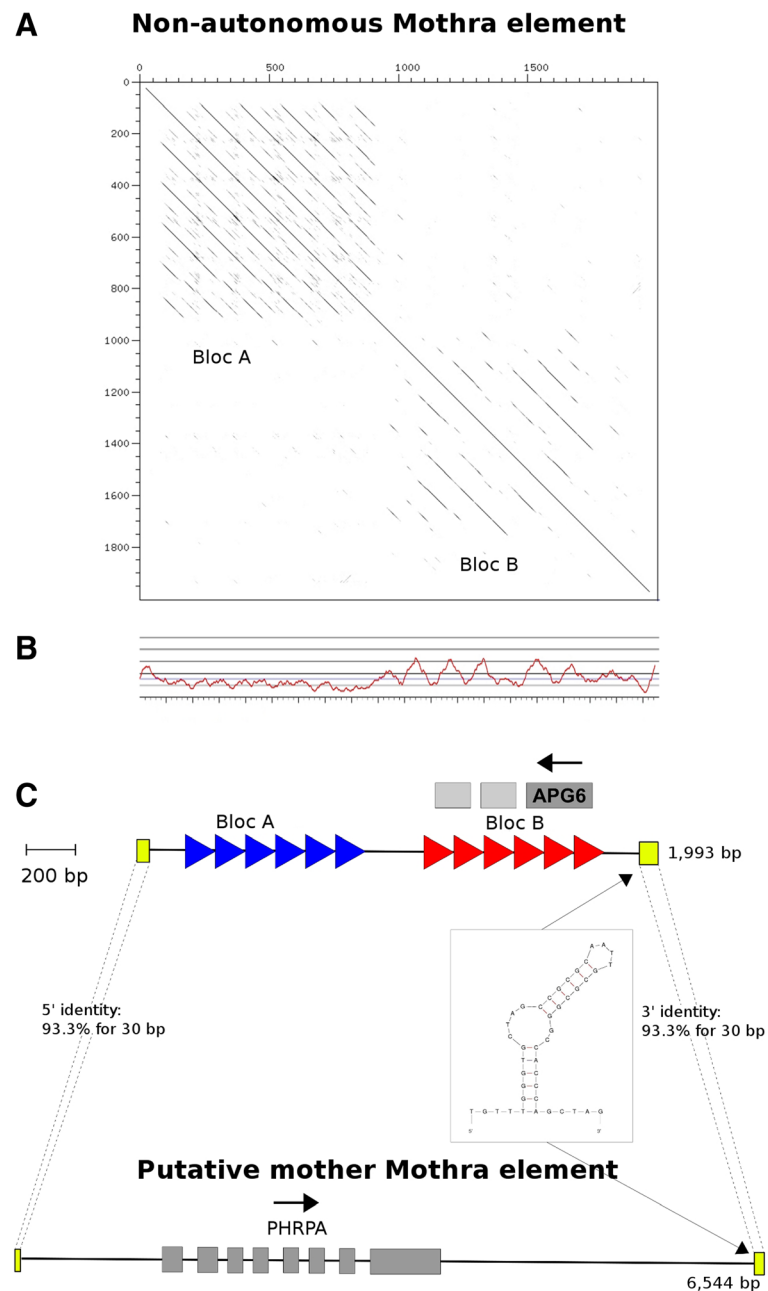 A
Non-autonomous Mothra element
0 500 1000 1500
0
200
400
600
800
1000
1200
1400
1600
1800
Bloc A
Bloc B
B
C
APG6
Bloc A
Bloc B
1,993 bp
200 bp
5' identity:
93.3% for 30 bp
3' identity:
93.3% for 30 bp
T G T T T A G C T A G
5' 3'
Putative mother Mothra element
PHRPA
6,544 bp